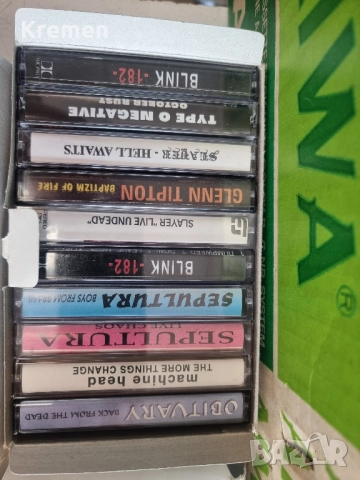 Kremen
BLINK -182-
TYPE O NEGATIVE
OCTOBER RUST
SLAYER - HELL AWAITS
GLENN TIPTON
BAPTIZM OF FIRE
SLAYER "LIVE UNDEAD"
BLINK -182-
SEPULTURA
BOYS FROM
SEPULTURA
LIVE CHAOS
machine head
THE MORE THINGS CHANGE
OBITUARY
BACK FROM THE DEAD
IWA
BAZAR